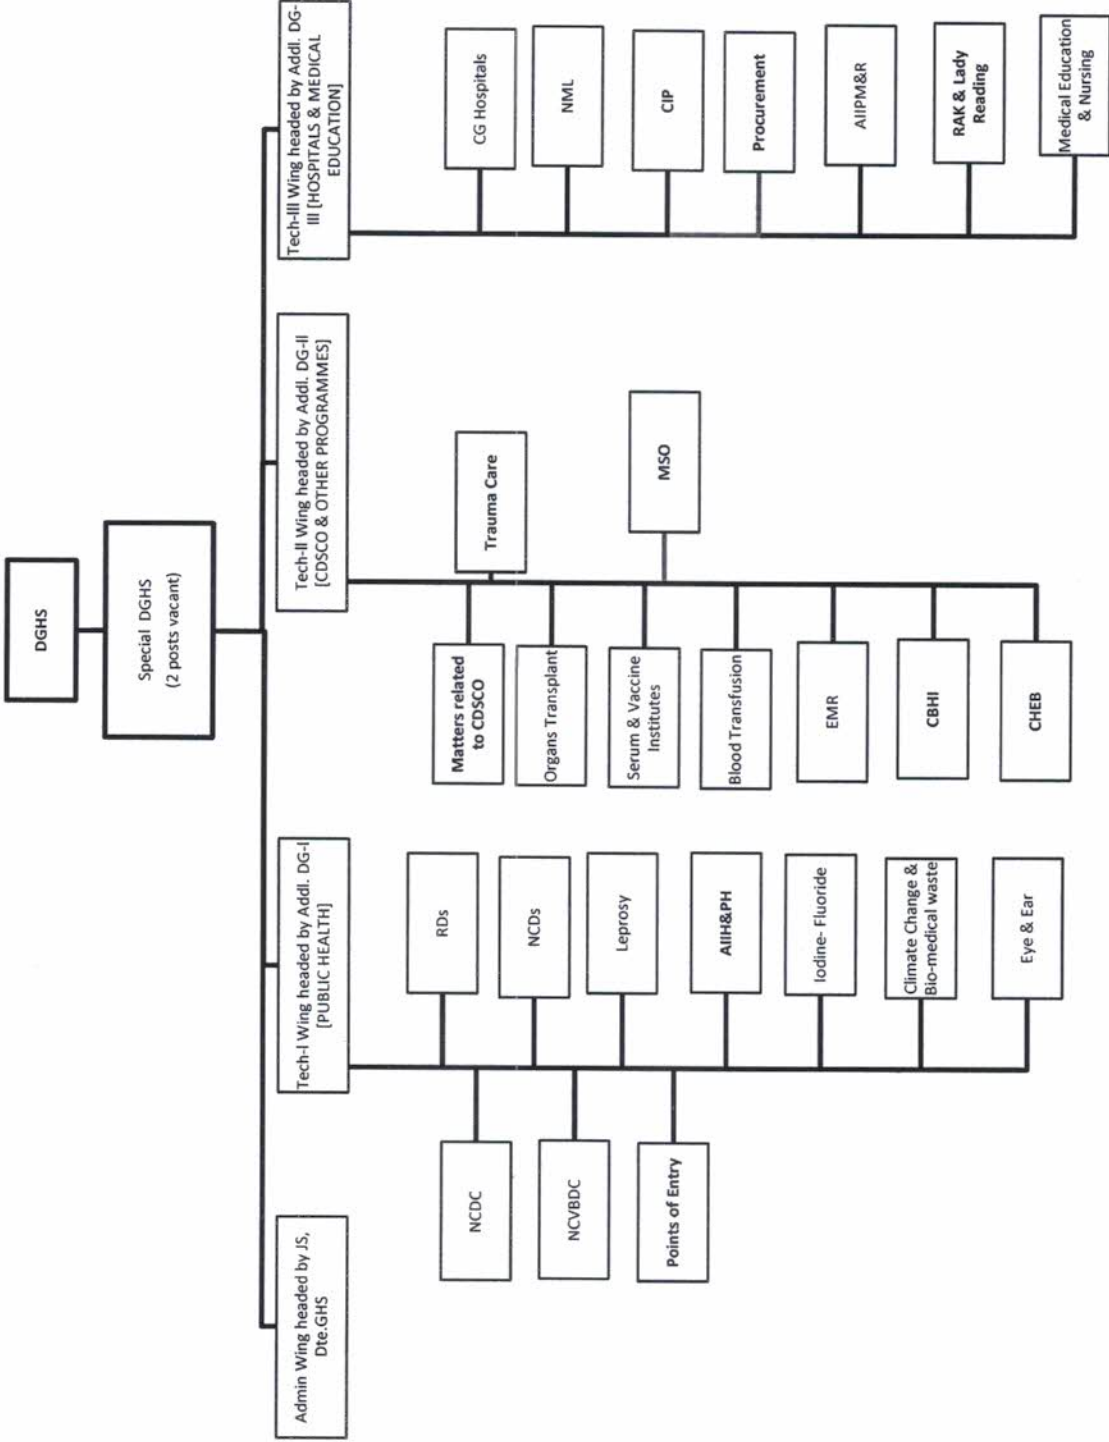 DGHS
Special DGHS
(2 posts vacant)
Admin Wing headed by JS,
Dte.GHS
Tech-I Wing headed by Addl. DG-I
[PUBLIC HEALTH]
Tech-II Wing headed by Addl. DG-II
[CDSCO & OTHER PROGRAMMES]
Tech-III Wing headed by Addl. DG-
III [HOSPITALS & MEDICAL
EDUCATION]
NCDC
NCVBDC
Points of Entry
RDs
NCDs
Leprosy
AIIH&PH
Iodine- Fluoride
Climate Change &
Bio-medical waste
Eye & Ear
Matters related
to CDSCO
Organs Transplant
Serum & Vaccine
Institutes
Blood Transfusion
EMR
CBHI
CHEB
Trauma Care
MSO
CG Hospitals
NML
CIP
Procurement
AIIPM&R
RAK & Lady
Reading
Medical Education
& Nursing